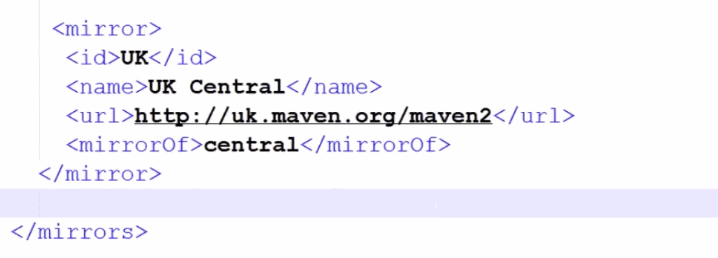 <mirror>
<id>UK</id>
<name>UK Central</name>
<url>http://uk.maven.org/maven2</url>
<mirrorOf>central</mirrorOf>
</mirror>
</mirrors>